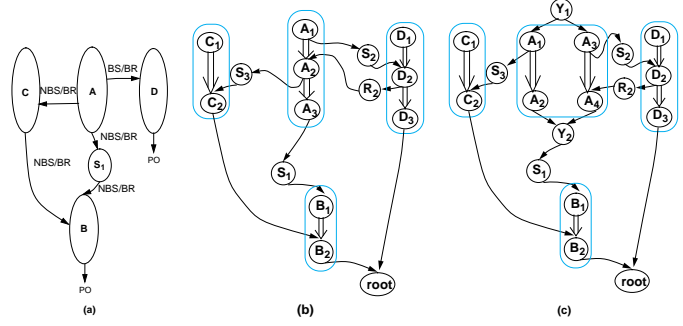 C
A
D
BS/BR
NBS/BR
NBS/BR
S1
PO
NBS/BR
NBS/BR
B
PO
(a)
C1
A1
D1
S2
S3
A2
D2
R2
C2
A3
D3
S1
B1
B2
root
(b)
Y1
C1
A1
A3
S2
D1
S3
D2
R2
C2
A2
A4
D3
Y2
S1
B1
B2
root
(c)